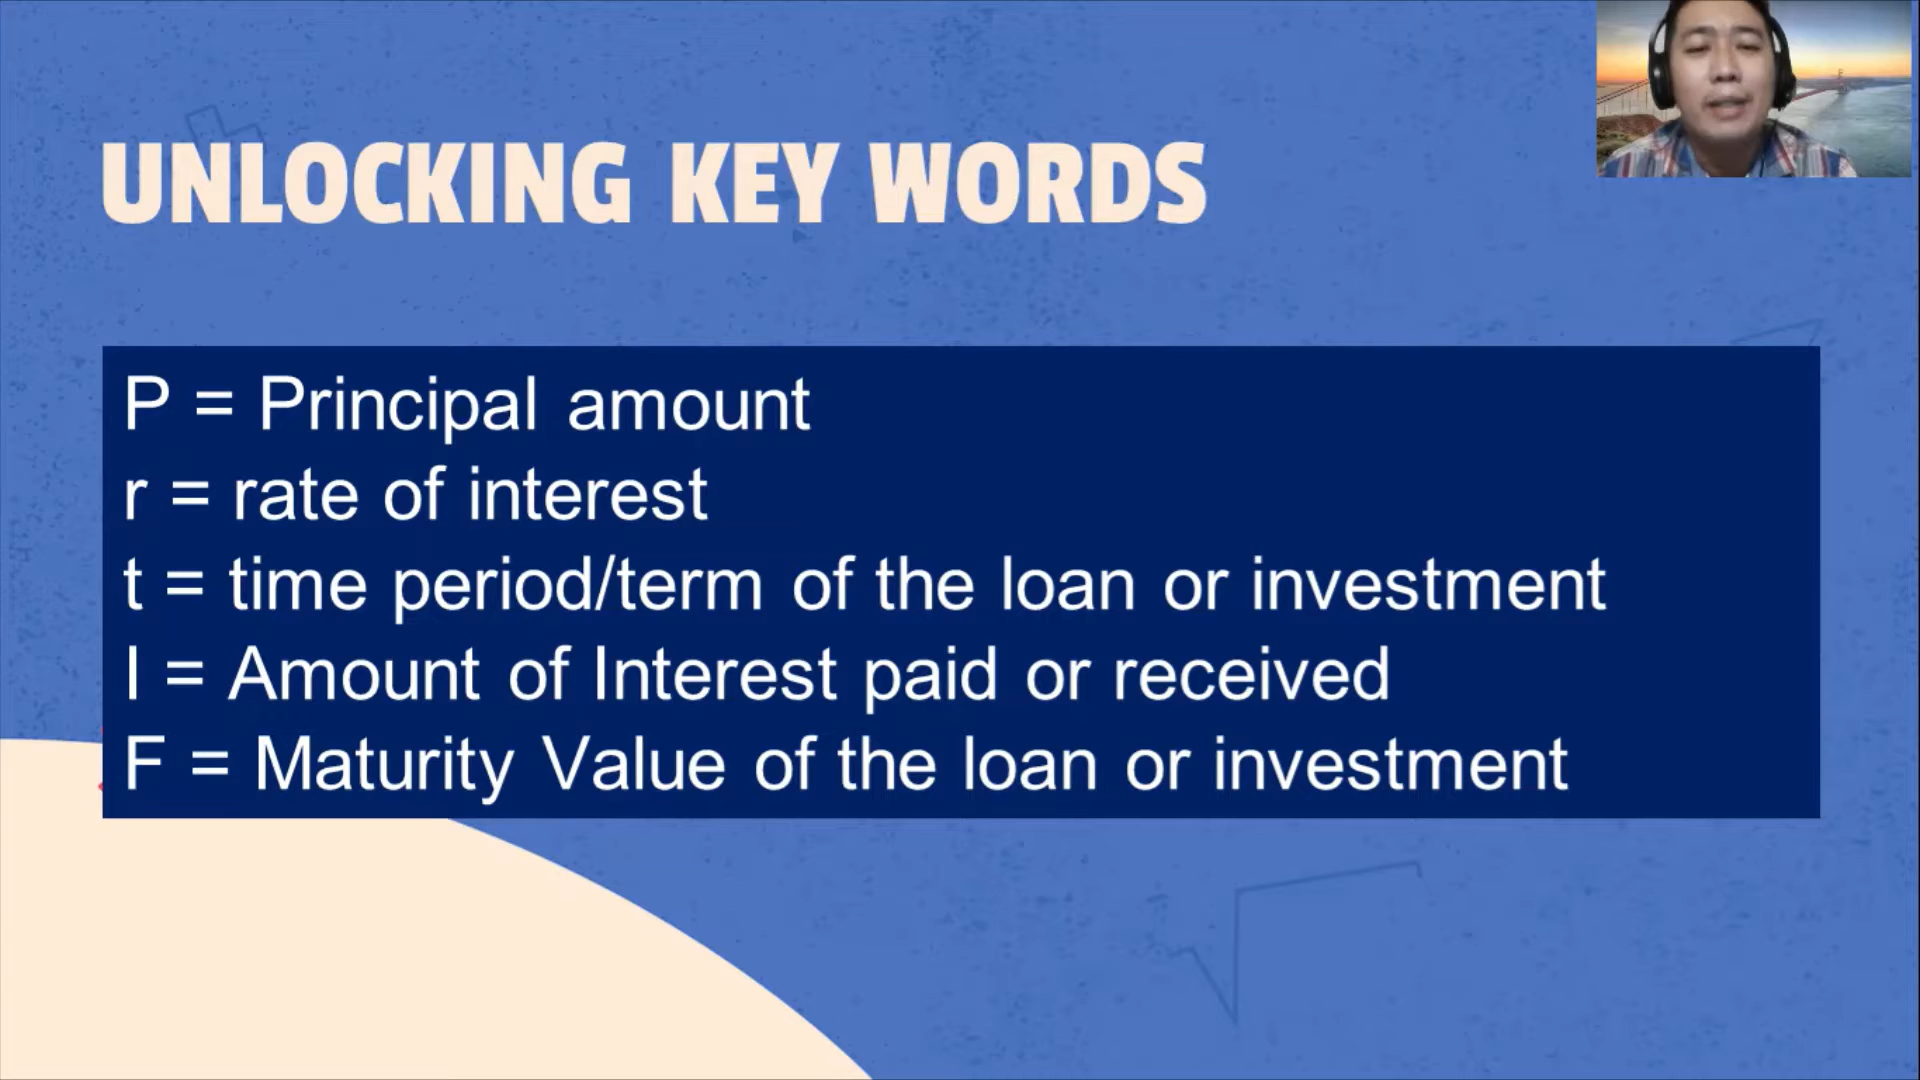 UNLOCKING KEY WORDS
P = Principal amount
r = rate of interest
t = time period/term of the loan or investment
I = Amount of Interest paid or received
F = Maturity Value of the loan or investment